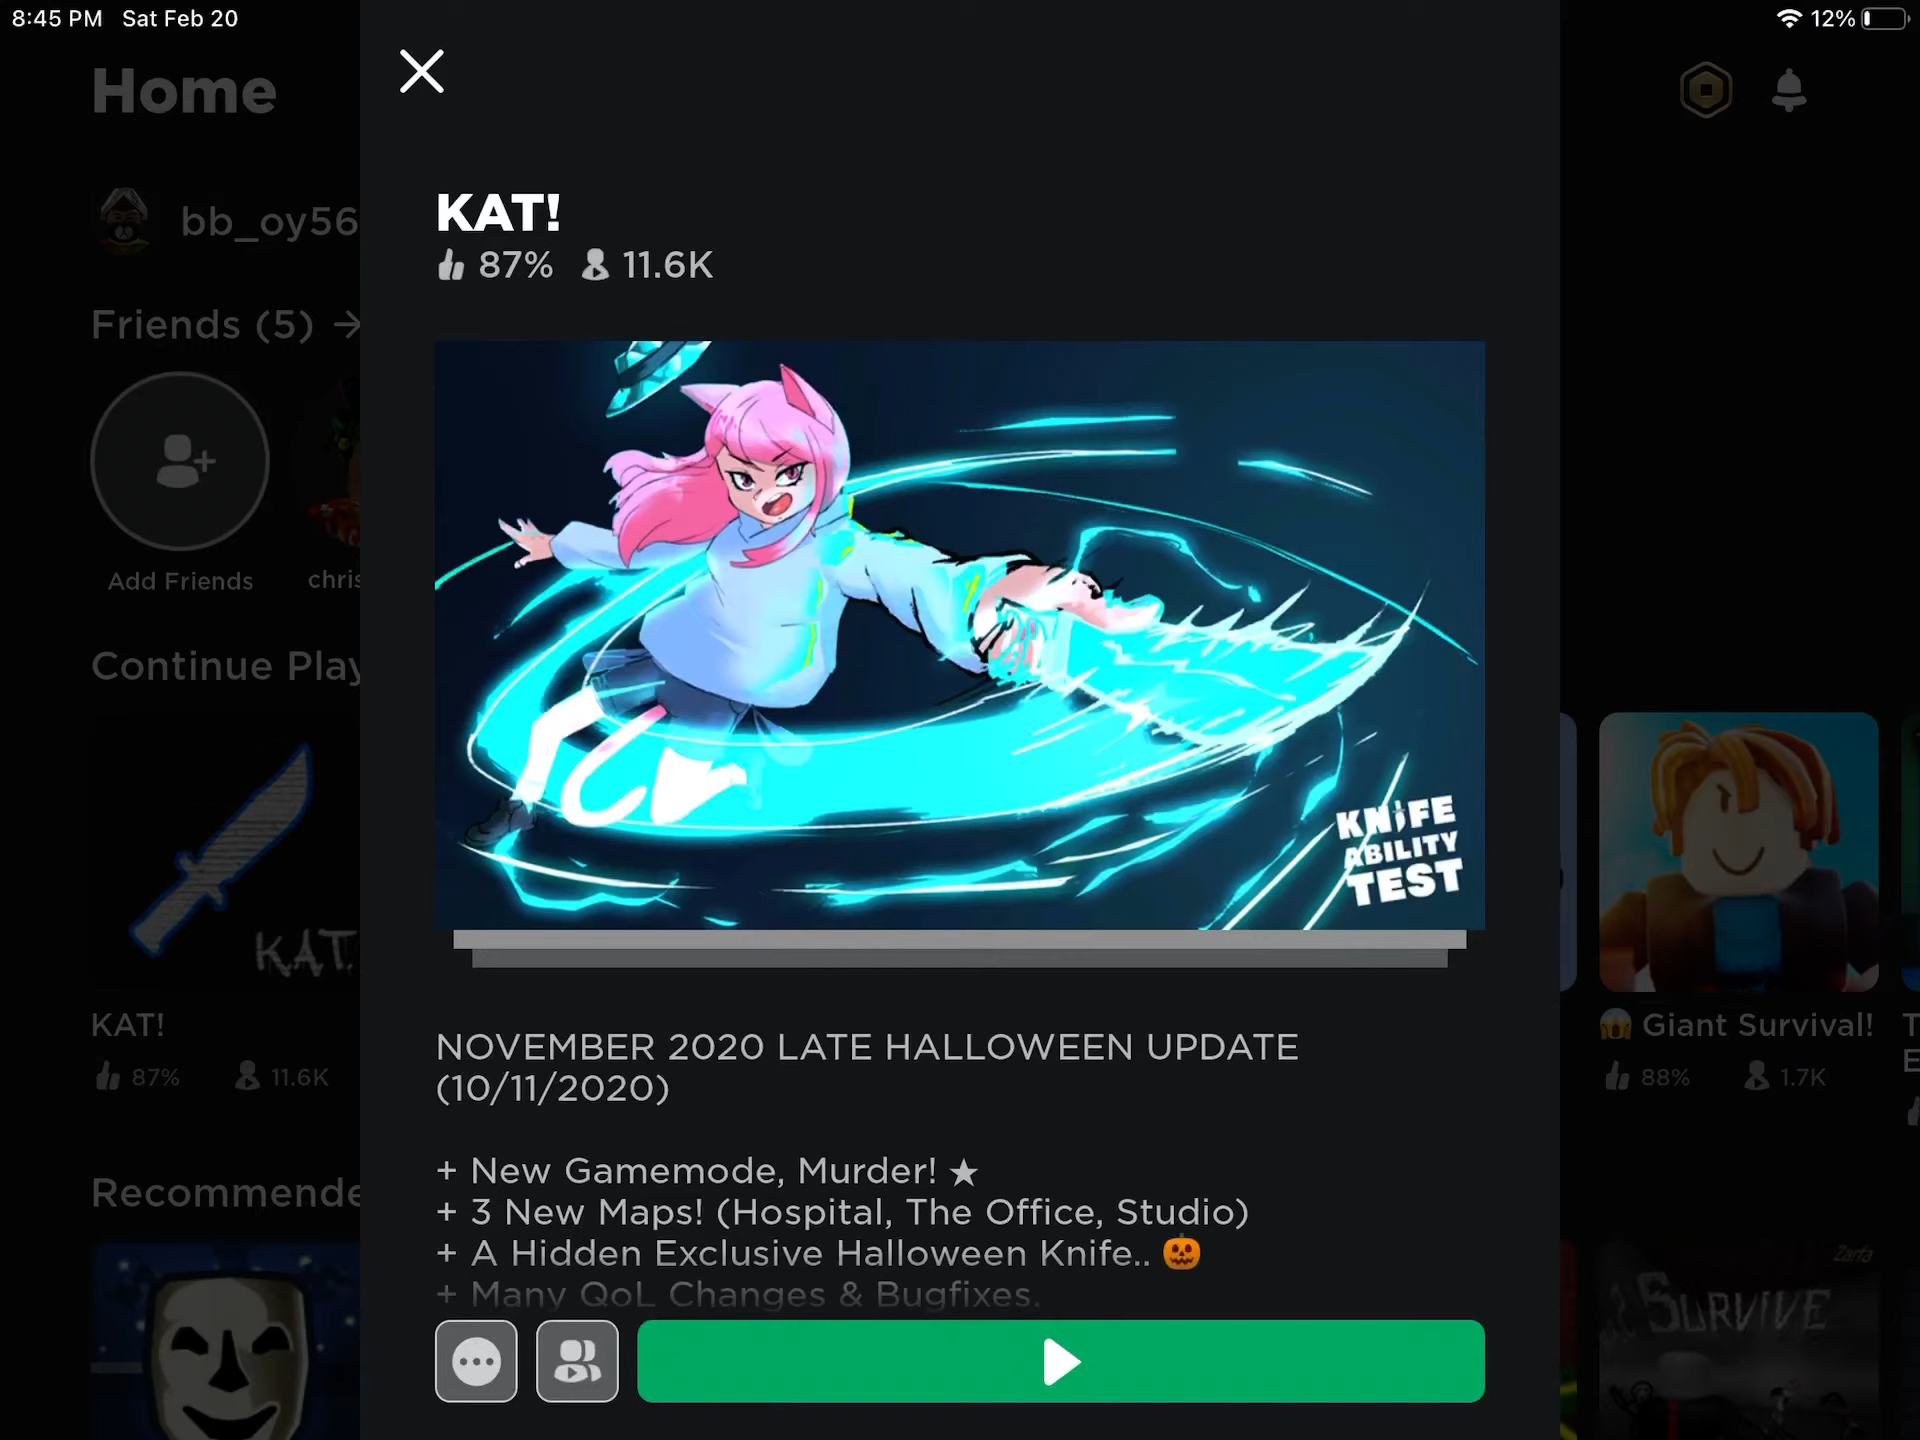 8:45 PM Sat Feb 20
12%
Home
bb_oy56
Friends (5) →
Add Friends
chris
Continue Play
KAT.
KAT!
87% 11.6K
Recommende
KAT!
87% 11.6K
KNIFE
ABILITY
TEST
NOVEMBER 2020 LATE HALLOWEEN UPDATE
(10/11/2020)
+ New Gamemode, Murder! ★
+ 3 New Maps! (Hospital, The Office, Studio)
+ A Hidden Exclusive Halloween Knife.. 🎃
+ Many QoL Changes & Bugfixes.
😱 Giant Survival!
88% 1.7K
T
E
Zarfa
SURVIVE